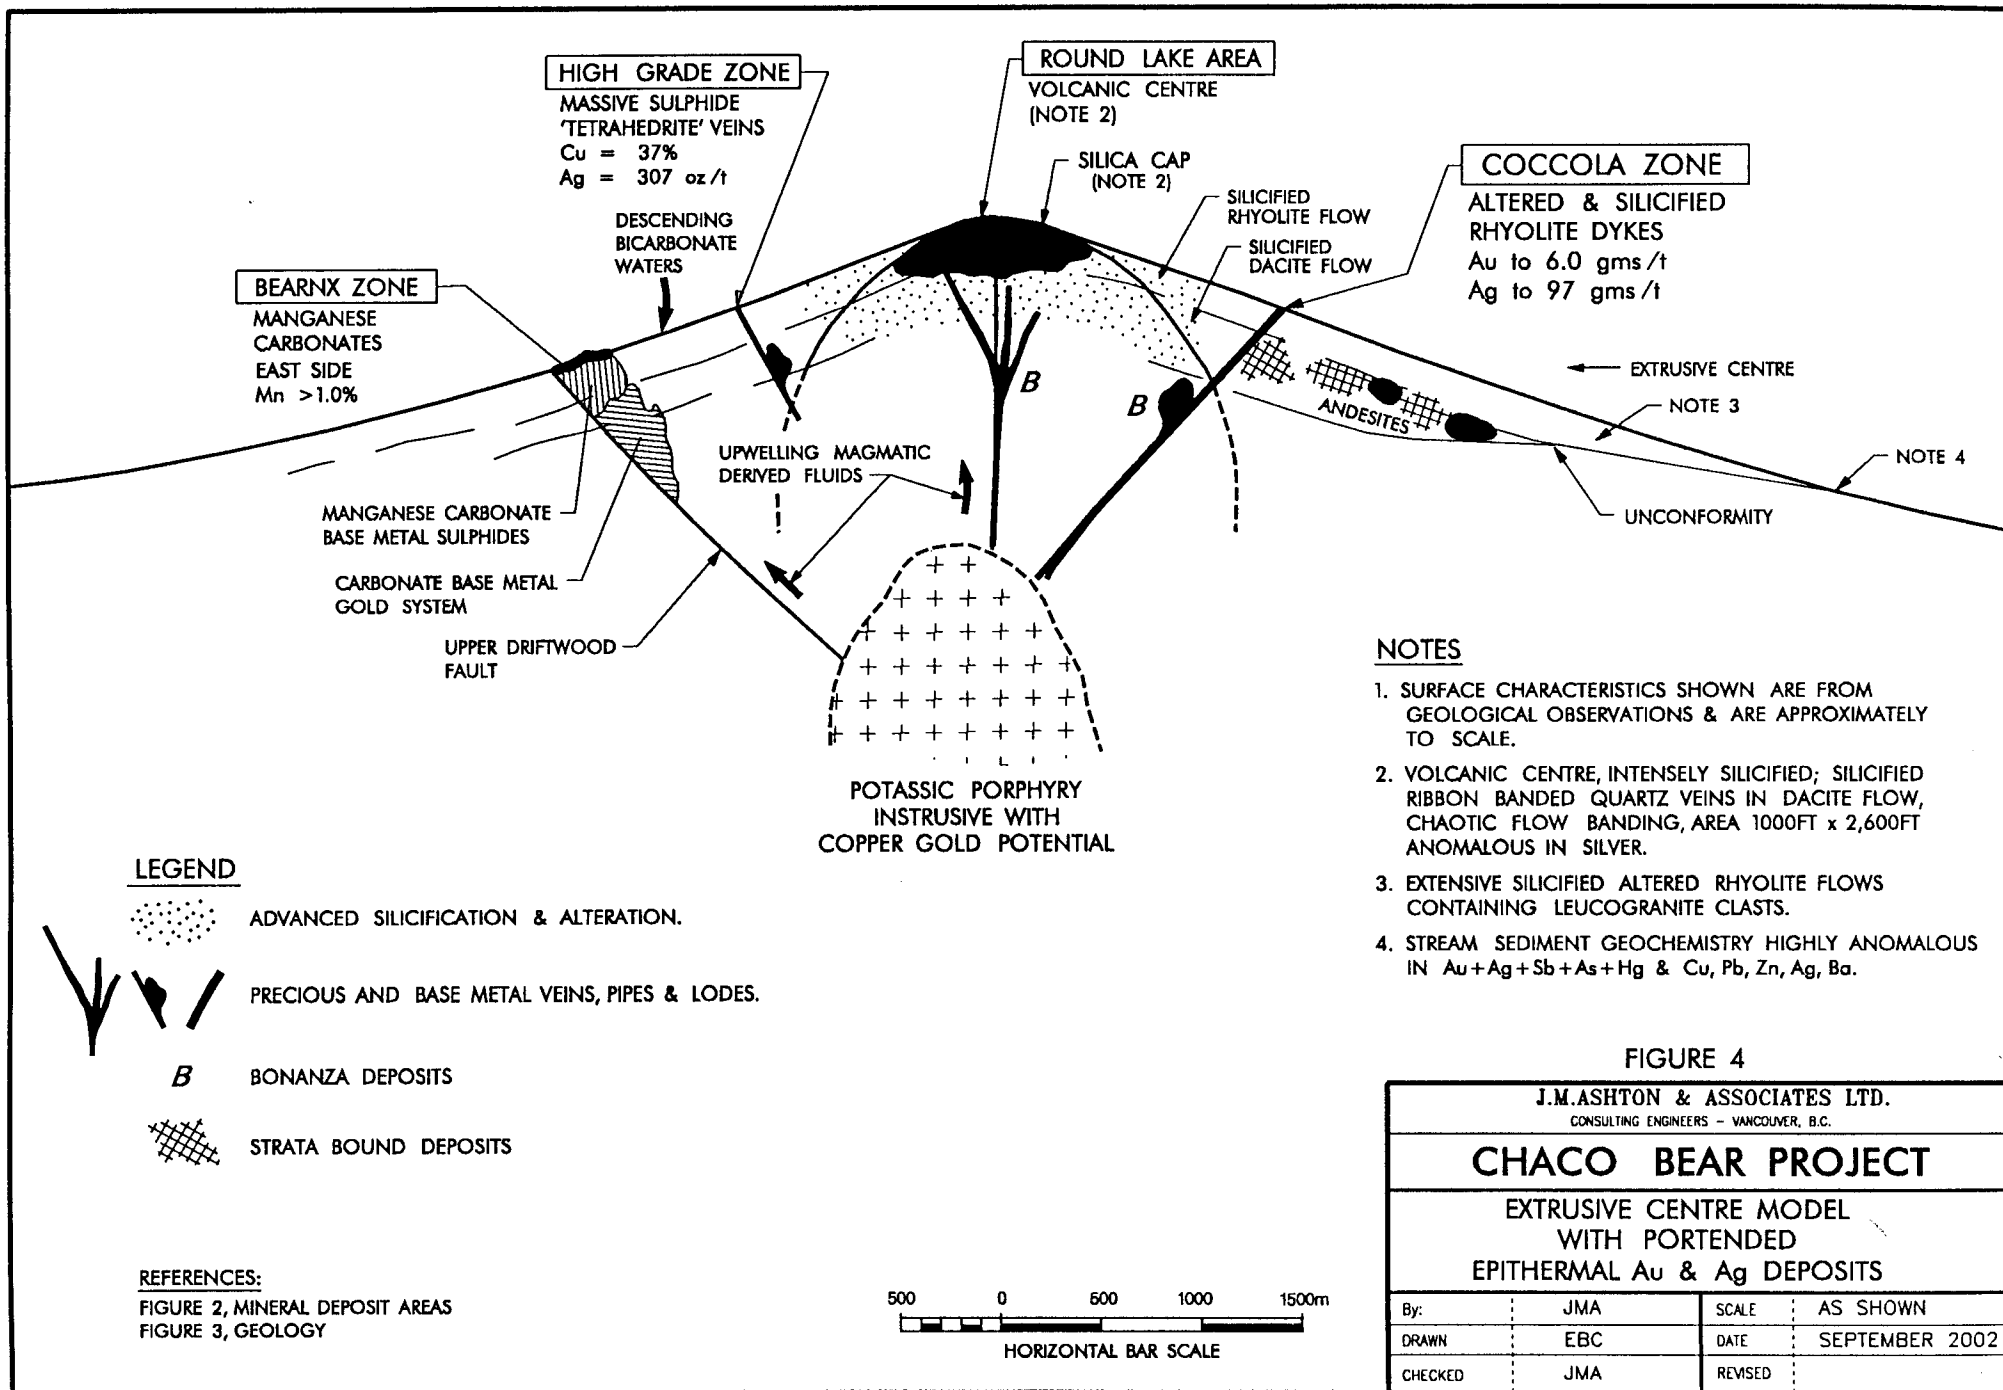 HIGH GRADE ZONE
MASSIVE SULPHIDE
'TETRAHEDRITE' VEINS
Cu = 37%
Ag = 307 oz/t
ROUND LAKE AREA
VOLCANIC CENTRE
(NOTE 2)
SILICA CAP
(NOTE 2)
COCCOLA ZONE
ALTERED & SILICIFIED
RHYOLITE DYKES
Au to 6.0 gms/t
Ag to 97 gms/t
SILICIFIED
RHYOLITE FLOW
SILICIFIED
DACITE FLOW
DESCENDING
BICARBONATE
WATERS
BEARNX ZONE
MANGANESE
CARBONATES
EAST SIDE
Mn >1.0%
EXTRUSIVE CENTRE
NOTE 3
ANDESITES
B
B
NOTE 4
UNCONFORMITY
UPWELLING MAGMATIC
DERIVED FLUIDS
MANGANESE CARBONATE
BASE METAL SULPHIDES
CARBONATE BASE METAL
GOLD SYSTEM
UPPER DRIFTWOOD
FAULT
POTASSIC PORPHYRY
INSTRUSIVE WITH
COPPER GOLD POTENTIAL
NOTES
1. SURFACE CHARACTERISTICS SHOWN ARE FROM
GEOLOGICAL OBSERVATIONS & ARE APPROXIMATELY
TO SCALE.
2. VOLCANIC CENTRE, INTENSELY SILICIFIED; SILICIFIED
RIBBON BANDED QUARTZ VEINS IN DACITE FLOW,
CHAOTIC FLOW BANDING, AREA 1000FT x 2,600FT
ANOMALOUS IN SILVER.
3. EXTENSIVE SILICIFIED ALTERED RHYOLITE FLOWS
CONTAINING LEUCOGRANITE CLASTS.
4. STREAM SEDIMENT GEOCHEMISTRY HIGHLY ANOMALOUS
IN Au+Ag+Sb+As+Hg & Cu, Pb, Zn, Ag, Ba.
LEGEND
ADVANCED SILICIFICATION & ALTERATION.
PRECIOUS AND BASE METAL VEINS, PIPES & LODES.
B BONANZA DEPOSITS
STRATA BOUND DEPOSITS
REFERENCES:
FIGURE 2, MINERAL DEPOSIT AREAS
FIGURE 3, GEOLOGY
500 0 500 1000 1500m
HORIZONTAL BAR SCALE
FIGURE 4
J.M.ASHTON & ASSOCIATES LTD.
CONSULTING ENGINEERS - VANCOUVER, B.C.
CHACO BEAR PROJECT
EXTRUSIVE CENTRE MODEL
WITH PORTENDED
EPITHERMAL Au & Ag DEPOSITS
By: JMA SCALE AS SHOWN
DRAWN EBC DATE SEPTEMBER 2002
CHECKED JMA REVISED